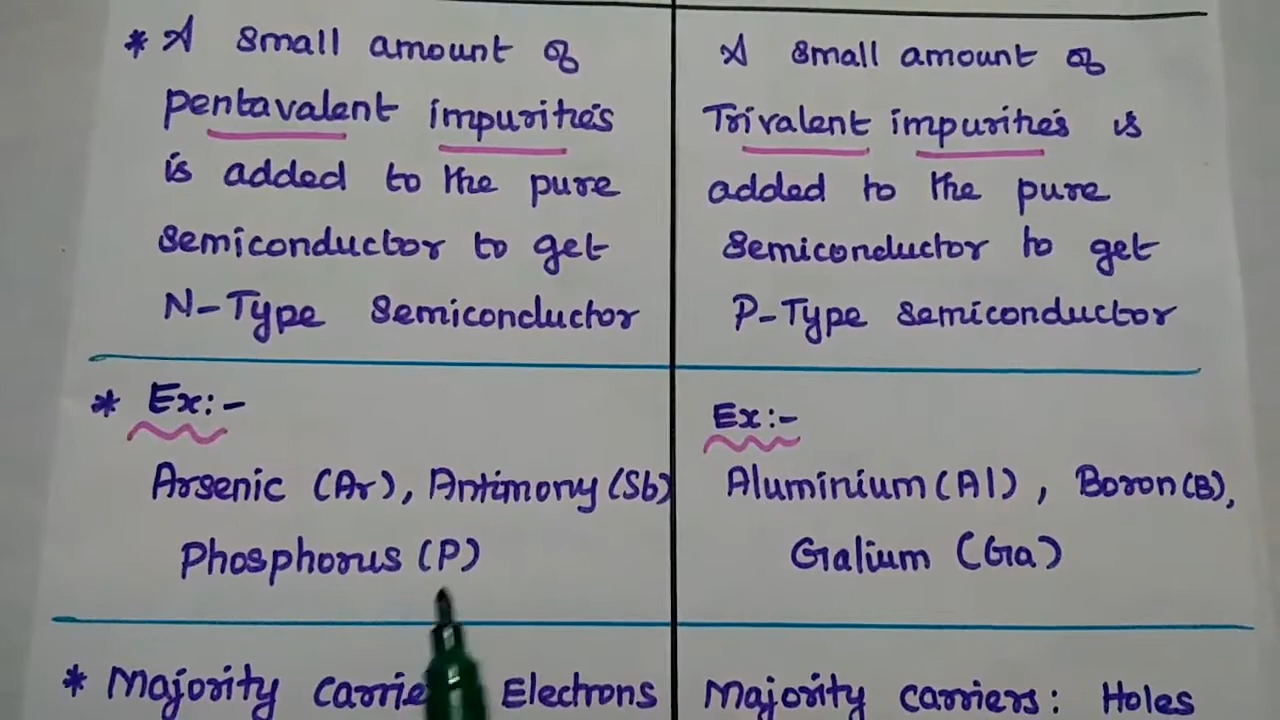 * A small amount of
pentavalent impurities
is added to the pure
semiconductor to get
N-Type semiconductor
A small amount of
Trivalent impurities is
added to the pure
semiconductor to get
P-Type semiconductor
* Ex:-
Arsenic (Ar), Antimony (Sb)
Phosphorus (P)
Ex:-
Aluminium (Al), Boron (B),
Galium (Ga)
* Majority Electrons
Majority carriers: Holes